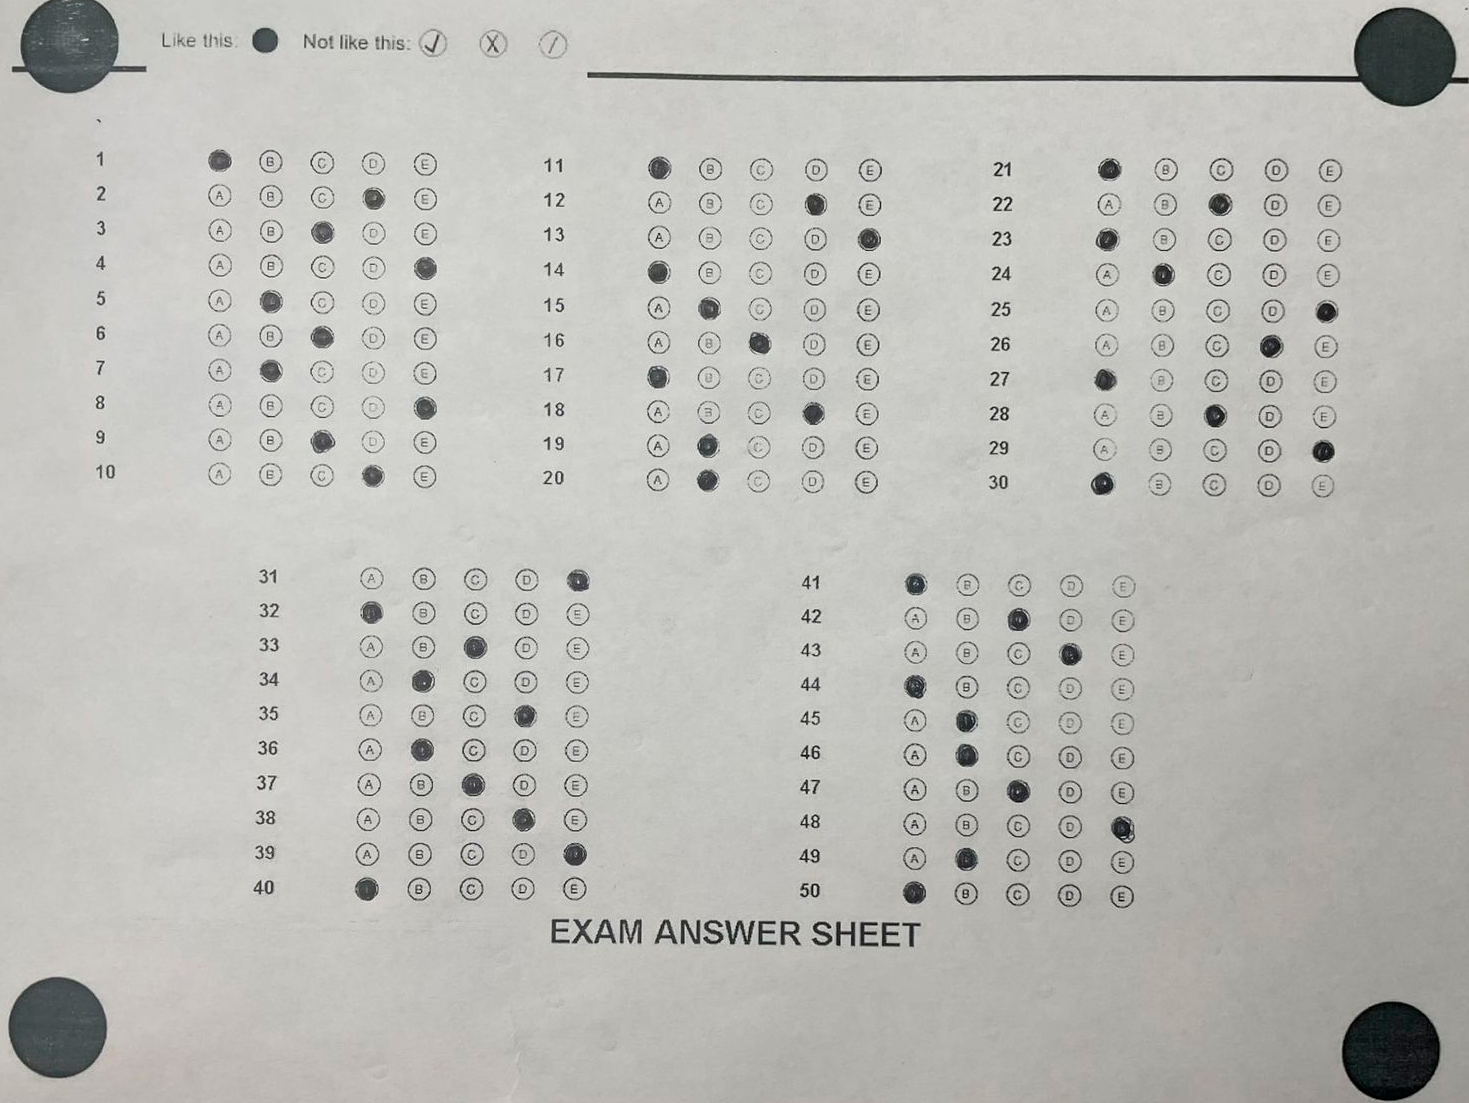 Like this: Not like this:
1 B C D E 11 B C D E 21 B C D E
2 A B C E 12 A B C E 22 A B D E
3 A B D E 13 A B C D 23 B C D E
4 A B C D 14 B C D E 24 A C D E
5 A C D E 15 A C D E 25 A B C D
6 A B D E 16 A B D E 26 A B C E
7 A C D E 17 B C D E 27 B C D E
8 A B C D 18 A B C E 28 A B D E
9 A B D E 19 A C D E 29 A B C D
10 A B C E 20 A C D E 30 B C D E
31 A B C D 41 B C D E
32 B C D E 42 A B D E
33 A B D E 43 A B C E
34 A C D E 44 B C D E
35 A B C E 45 A C D E
36 A C D E 46 A C D E
37 A B D E 47 A B D E
38 A B C E 48 A B C D
39 A B C D 49 A C D E
40 B C D E 50 B C D E
EXAM ANSWER SHEET